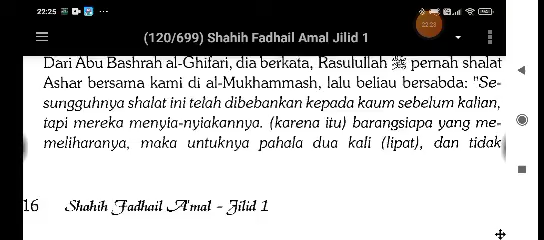 22:25
22:25
(120/699) Shahih Fadhail Amal Jilid 1
Dari Abu Bashrah al-Ghifari, dia berkata, Rasulullah ﷺ pernah shalat
Ashar bersama kami di al-Mukhammash, lalu beliau bersabda: "Se-
sungguhnya shalat ini telah dibebankan kepada kaum sebelum kalian,
tapi mereka menyia-nyiakannya. (karena itu) barangsiapa yang me-
meliharanya, maka untuknya pahala dua kali (lipat), dan tidak
16 Shahih Fadhail A'mal - Jilid 1